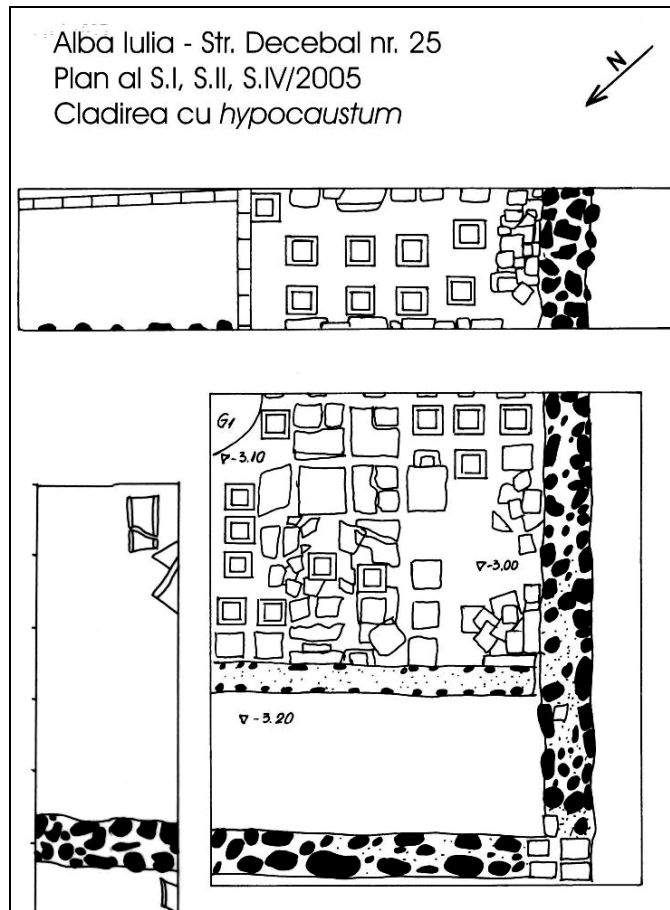 Alba Iulia - Str. Decebal nr. 25
Plan al S.I, S.II, S.IV/2005
Cladirea cu hypocaustum
N
G1
-3.10
-3.00
-3.20